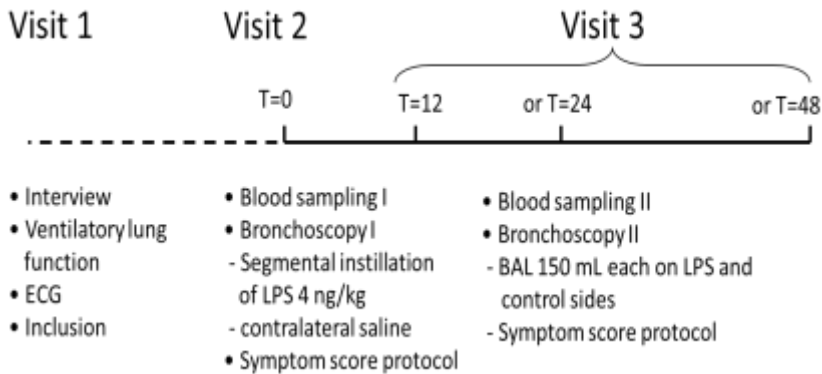 Visit 1
Visit 2
Visit 3
T=0
T=12
or T=24
or T=48
• Interview
• Ventilatory lung
function
• ECG
• Inclusion
• Blood sampling I
• Bronchoscopy I
- Segmental instillation
of LPS 4 ng/kg
- contralateral saline
• Symptom score protocol
• Blood sampling II
• Bronchoscopy II
- BAL 150 mL each on LPS and
control sides
- Symptom score protocol